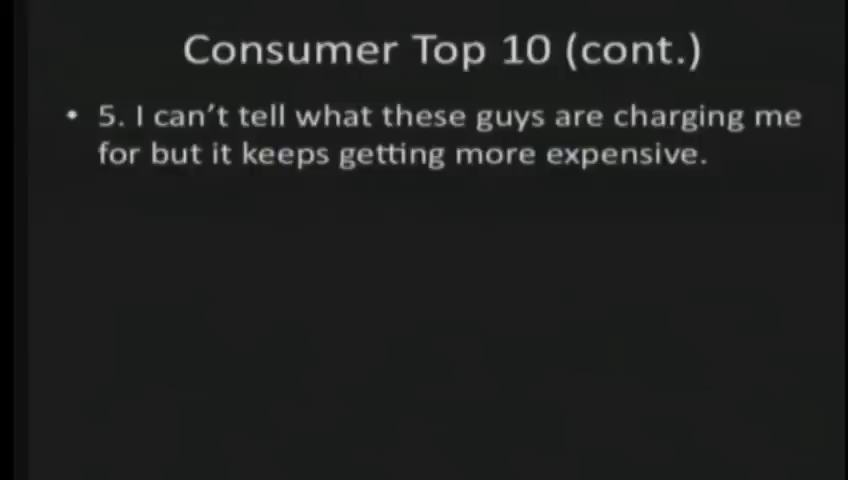 Consumer Top 10 (cont.)
• 5. I can't tell what these guys are charging me
for but it keeps getting more expensive.